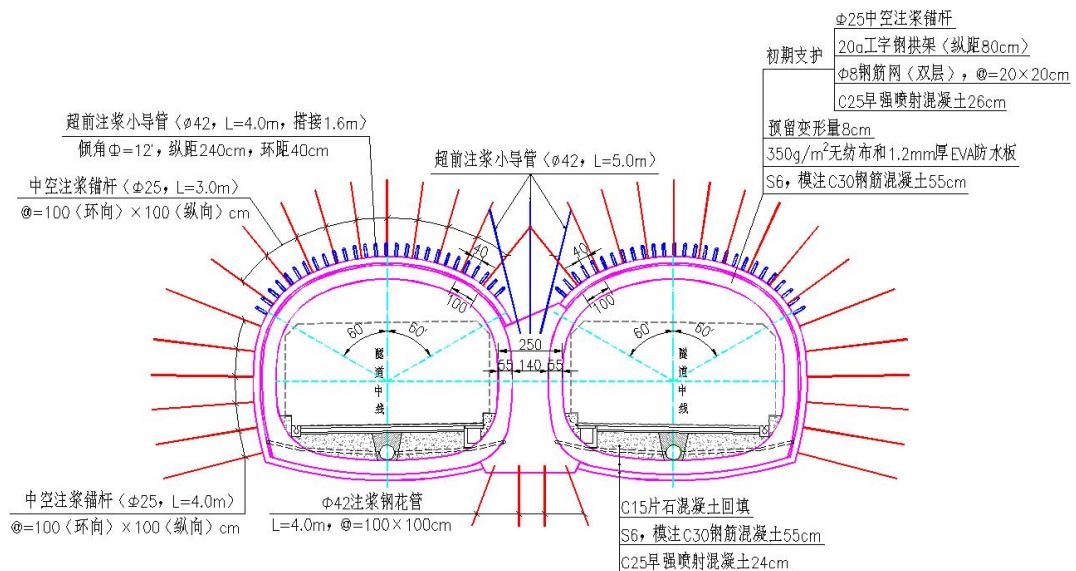 Φ25中空注浆锚杆
20a工字钢拱架（纵距80cm）
初期支护
Φ8钢筋网（双层），@=20×20cm
C25早强喷射混凝土26cm
预留变形量8cm
350g/m²无纺布和1.2mm厚EVA防水板
S6，模注C30钢筋混凝土55cm
超前注浆小导管（φ42，L=4.0m，搭接1.6m）
倾角Φ=12°，纵距240cm，环距40cm
超前注浆小导管（φ42，L=5.0m）
中空注浆锚杆（Φ25，L=3.0m）
@=100（环向）×100（纵向）cm
40
40
100
100
60°
60°
60°
60°
250
55
140
55
隧道中线
隧道中线
中空注浆锚杆（Φ25，L=4.0m）
@=100（环向）×100（纵向）cm
Φ42注浆钢花管
L=4.0m，@=100×100cm
C15片石混凝土回填
S6，模注C30钢筋混凝土55cm
C25早强喷射混凝土24cm